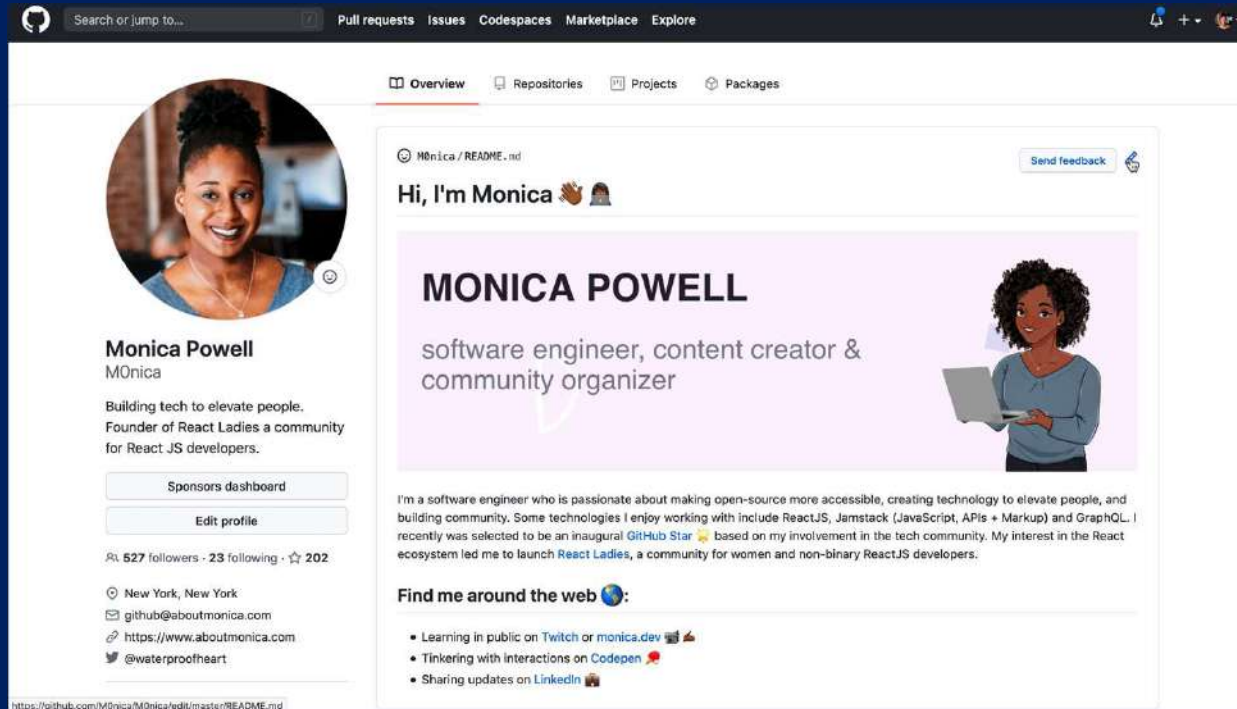 Search or jump to... /
Pull requests Issues Codespaces Marketplace Explore
Overview Repositories Projects Packages
M0nica/README.md
Send feedback
Hi, I'm Monica 👋🏾 👩🏾‍💻
MONICA POWELL
software engineer, content creator &
community organizer
Monica Powell
M0nica
Building tech to elevate people.
Founder of React Ladies a community
for React JS developers.
Sponsors dashboard
Edit profile
527 followers · 23 following · 202
New York, New York
github@aboutmonica.com
https://www.aboutmonica.com
@waterproofheart
I'm a software engineer who is passionate about making open-source more accessible, creating technology to elevate people, and
building community. Some technologies I enjoy working with include ReactJS, Jamstack (JavaScript, APIs + Markup) and GraphQL. I
recently was selected to be an inaugural GitHub Star 🌟 based on my involvement in the tech community. My interest in the React
ecosystem led me to launch React Ladies, a community for women and non-binary ReactJS developers.
Find me around the web 🌎:
• Learning in public on Twitch or monica.dev 📹 ✍🏾
• Tinkering with interactions on Codepen 🏓
• Sharing updates on LinkedIn 💼
https://github.com/M0nica/M0nica/edit/master/README.md